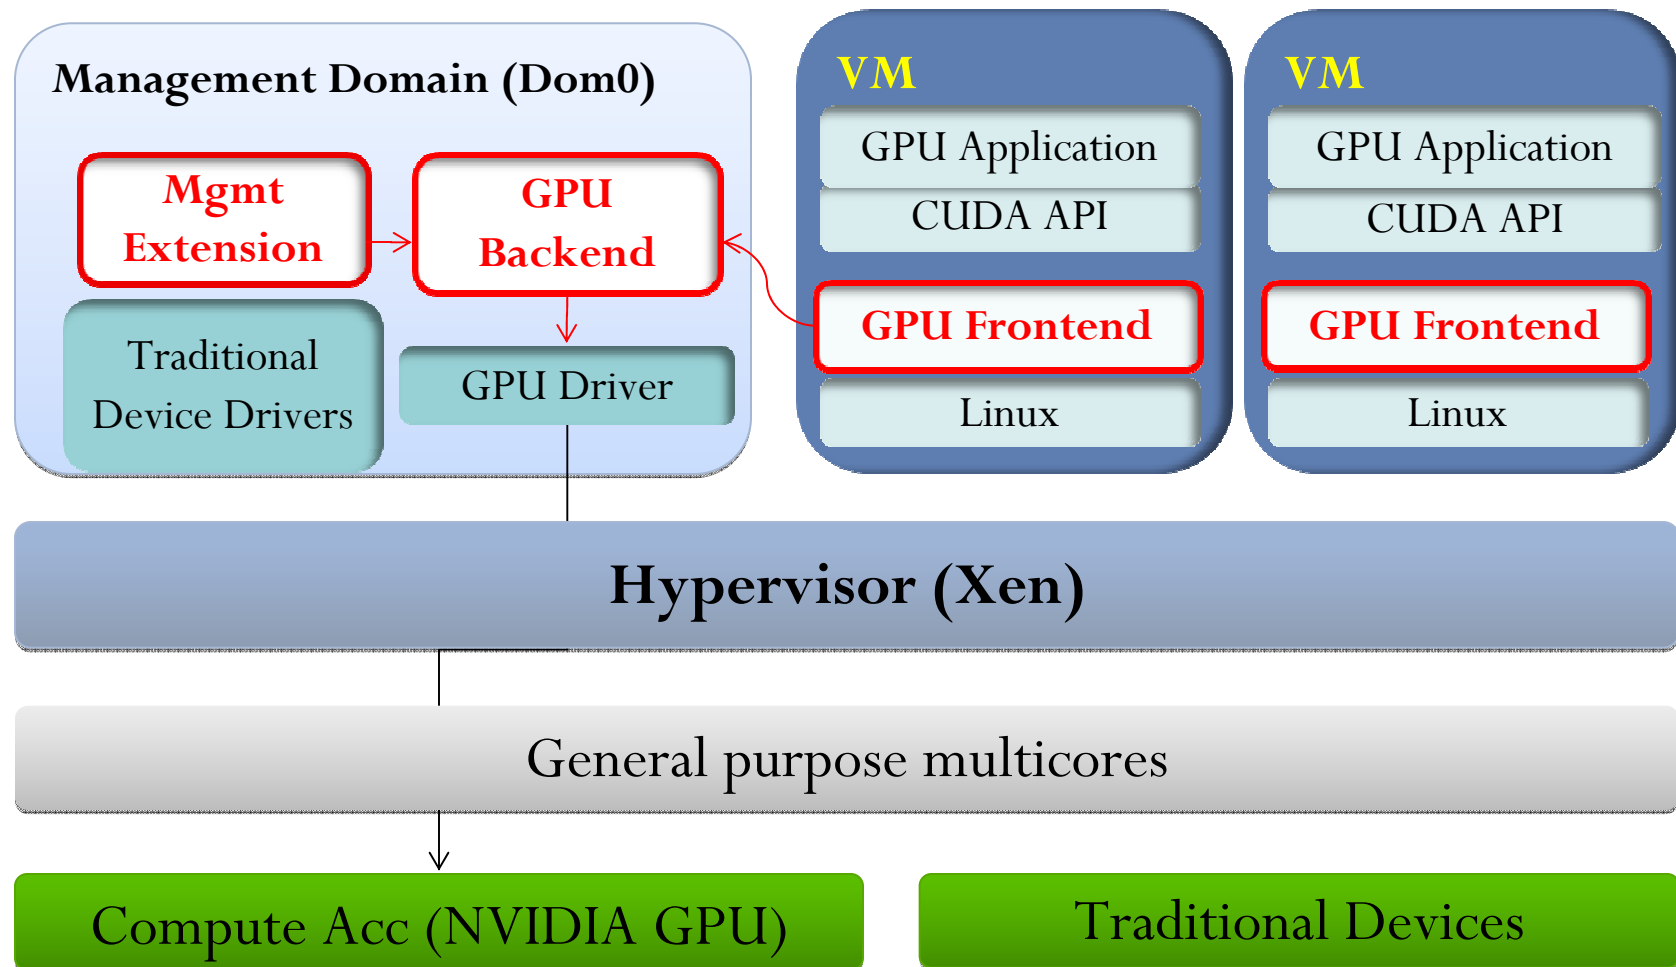 Management Domain (Dom0)
Mgmt
Extension
GPU
Backend
Traditional
Device Drivers
GPU Driver
VM
GPU Application
CUDA API
GPU Frontend
Linux
VM
GPU Application
CUDA API
GPU Frontend
Linux
Hypervisor (Xen)
General purpose multicores
Compute Acc (NVIDIA GPU)
Traditional Devices